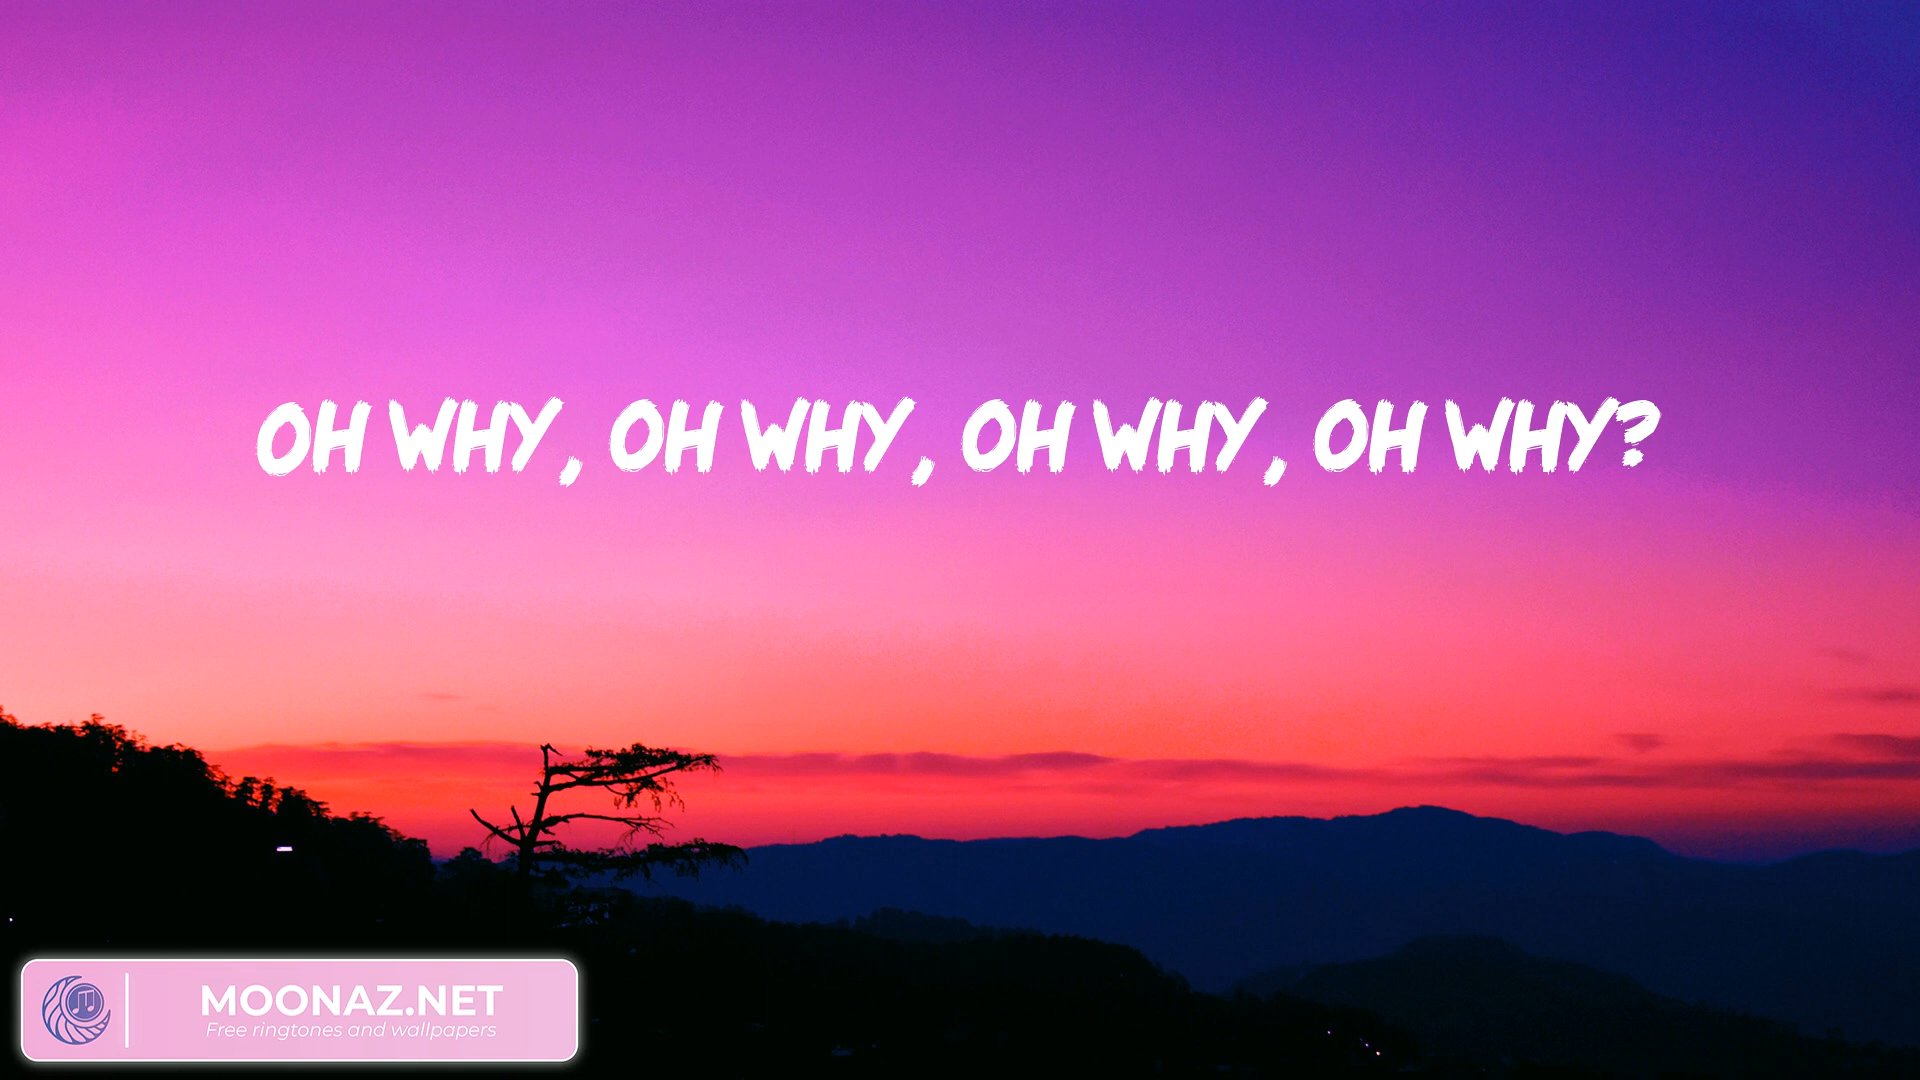 OH WHY, OH WHY, OH WHY, OH WHY?
MOONAZ.NET
Free ringtones and wallpapers